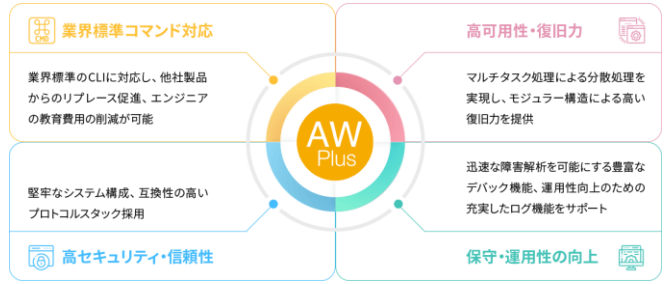 業界標準コマンド対応
業界標準のCLIに対応し、他社製品
からのリプレース促進、エンジニア
の教育費用の削減が可能
高可用性・復旧力
マルチタスク処理による分散処理を
実現し、モジュラー構造による高い
復旧力を提供
AW
Plus
堅牢なシステム構成、互換性の高い
プロトコルスタック採用
高セキュリティ・信頼性
迅速な障害解析を可能にする豊富な
デバック機能、運用性向上のための
充実したログ機能をサポート
保守・運用性の向上